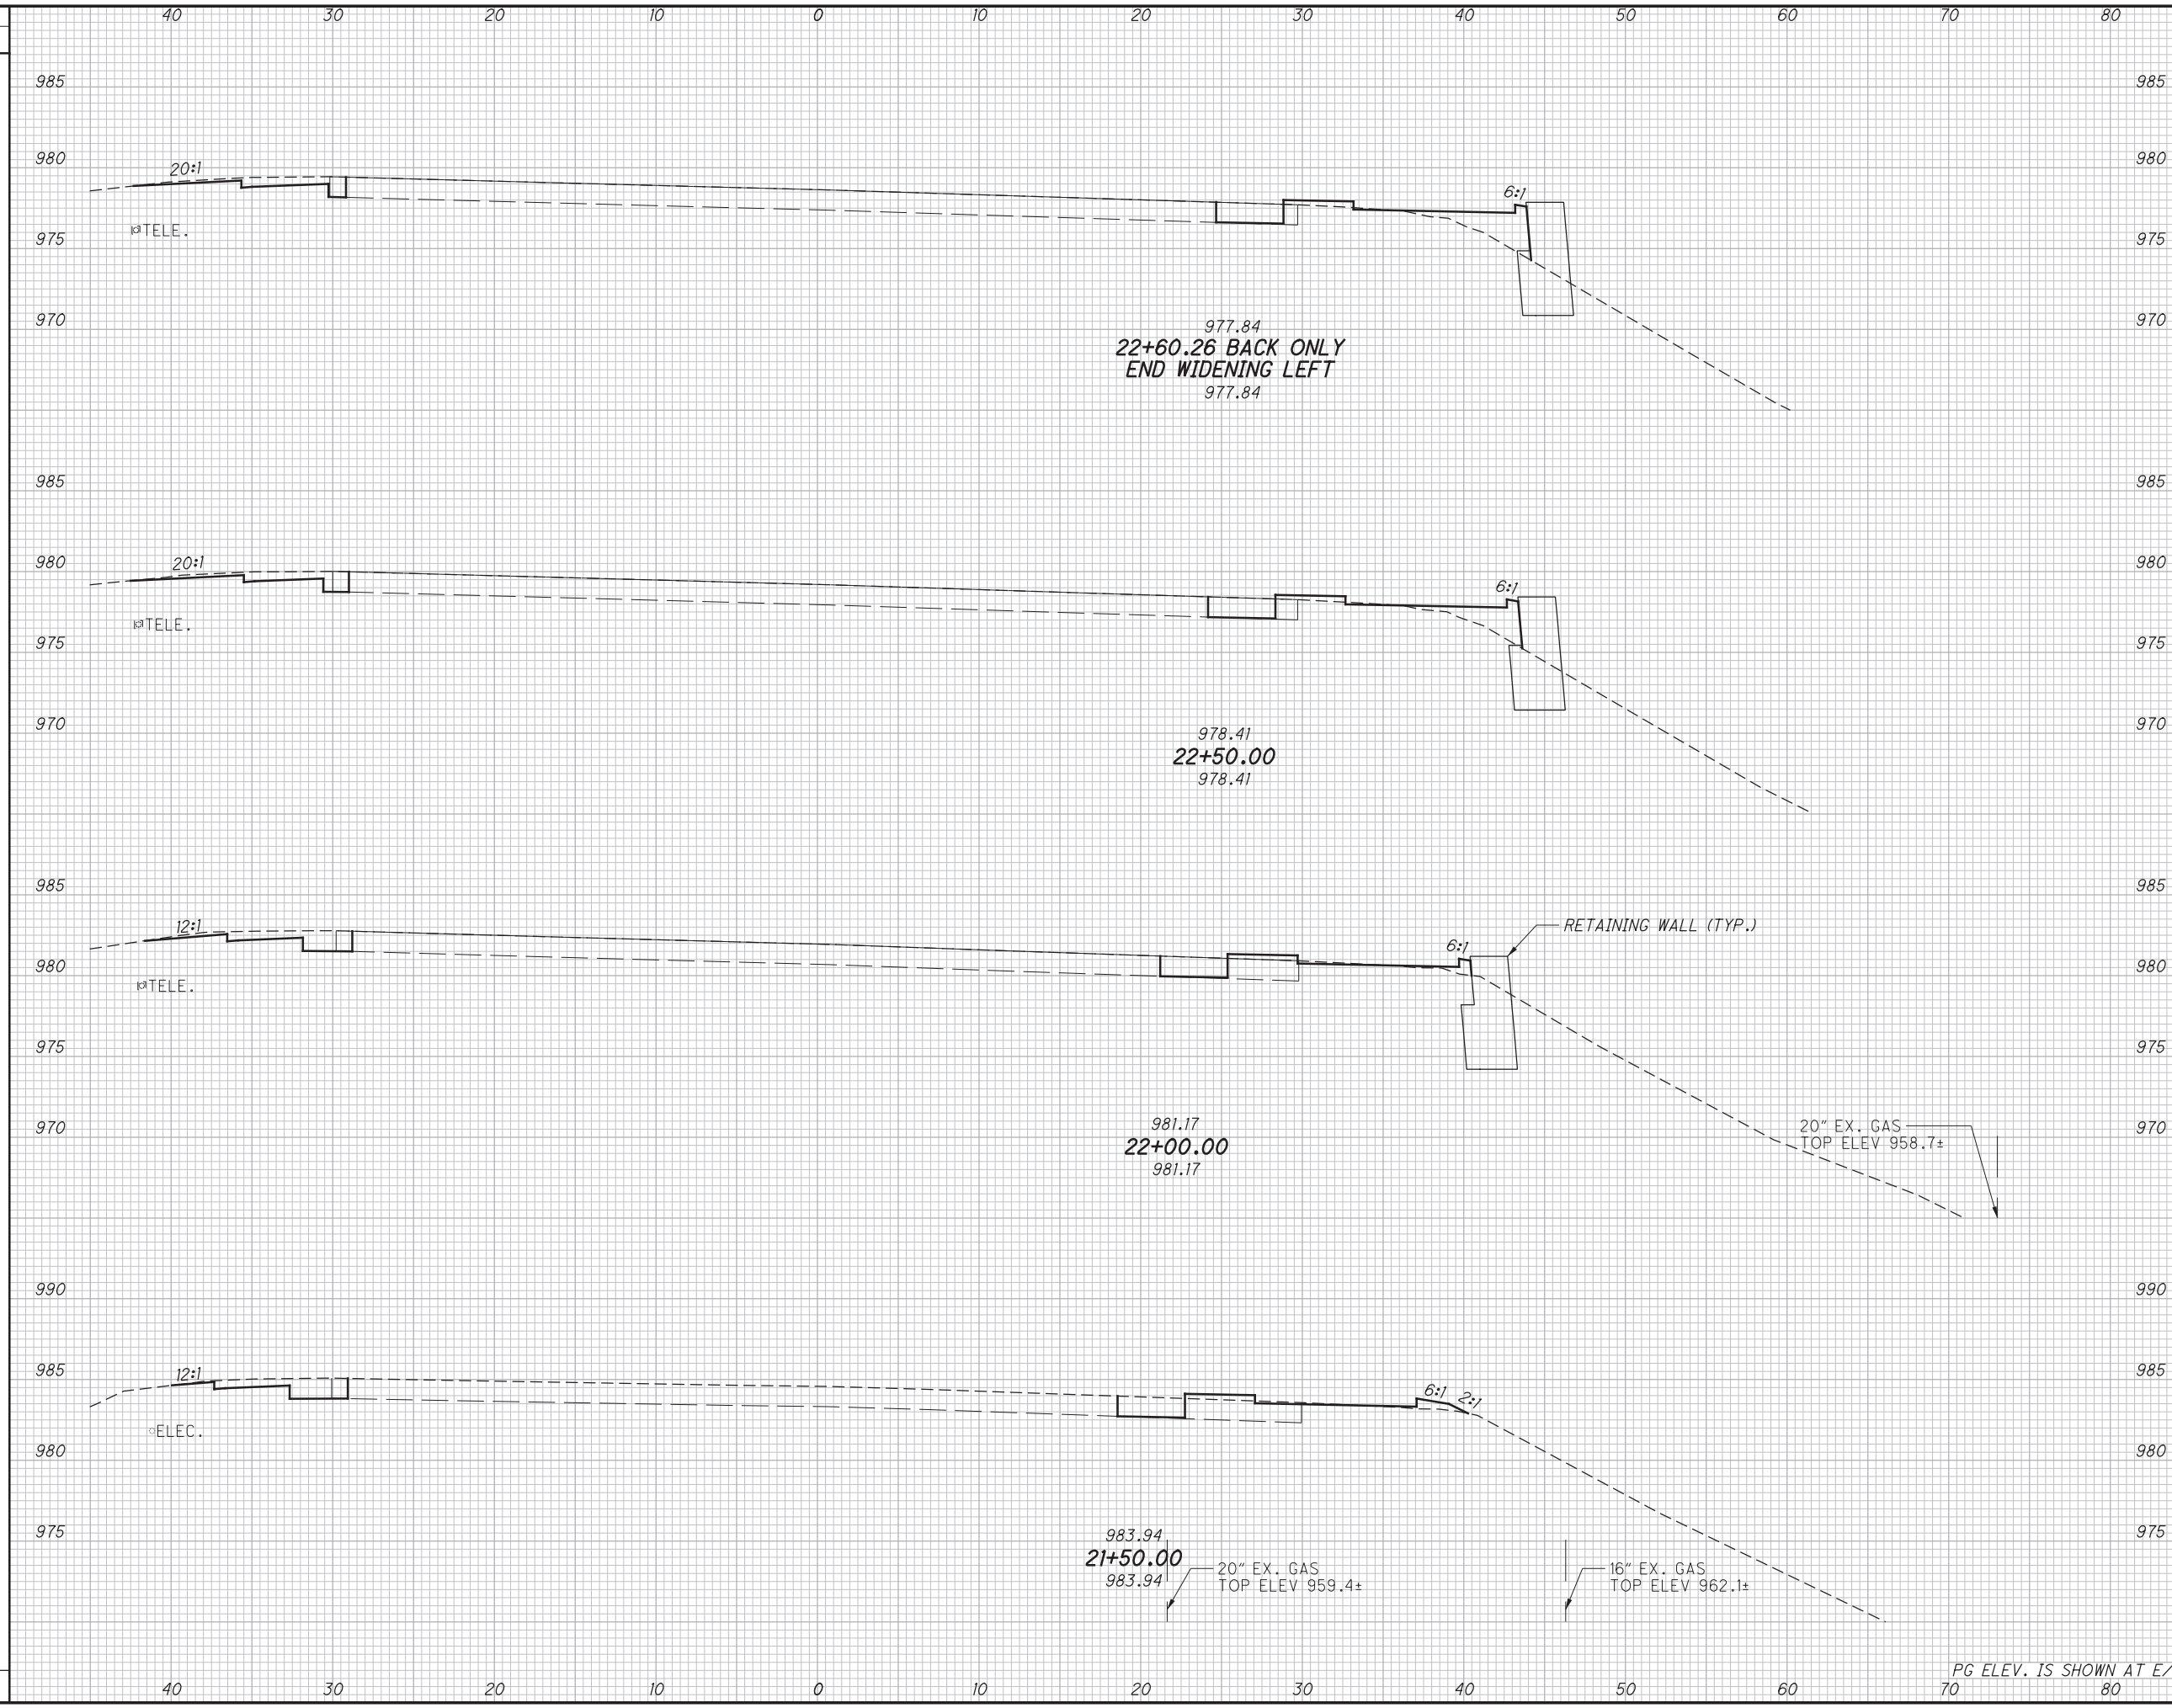 40 30 20 10 0 10 20 30 40 50 60 70 80
985 985
980 980
20:1
6:1
TELE.
975 975
970 970
977.84
22+60.26 BACK ONLY
END WIDENING LEFT
977.84
985 985
980 980
20:1
6:1
TELE.
975 975
970 970
978.41
22+50.00
978.41
985 985
12:1
RETAINING WALL (TYP.)
6:1
980 980
TELE.
975 975
970 970
981.17
22+00.00
981.17
20" EX. GAS
TOP ELEV 958.7±
990 990
985 985
12:1
6:1 2:1
ELEC.
980 980
975 975
983.94
21+50.00
983.94
20" EX. GAS
TOP ELEV 959.4±
16" EX. GAS
TOP ELEV 962.1±
PG ELEV. IS SHOWN AT E/
40 30 20 10 0 10 20 30 40 50 60 70 80